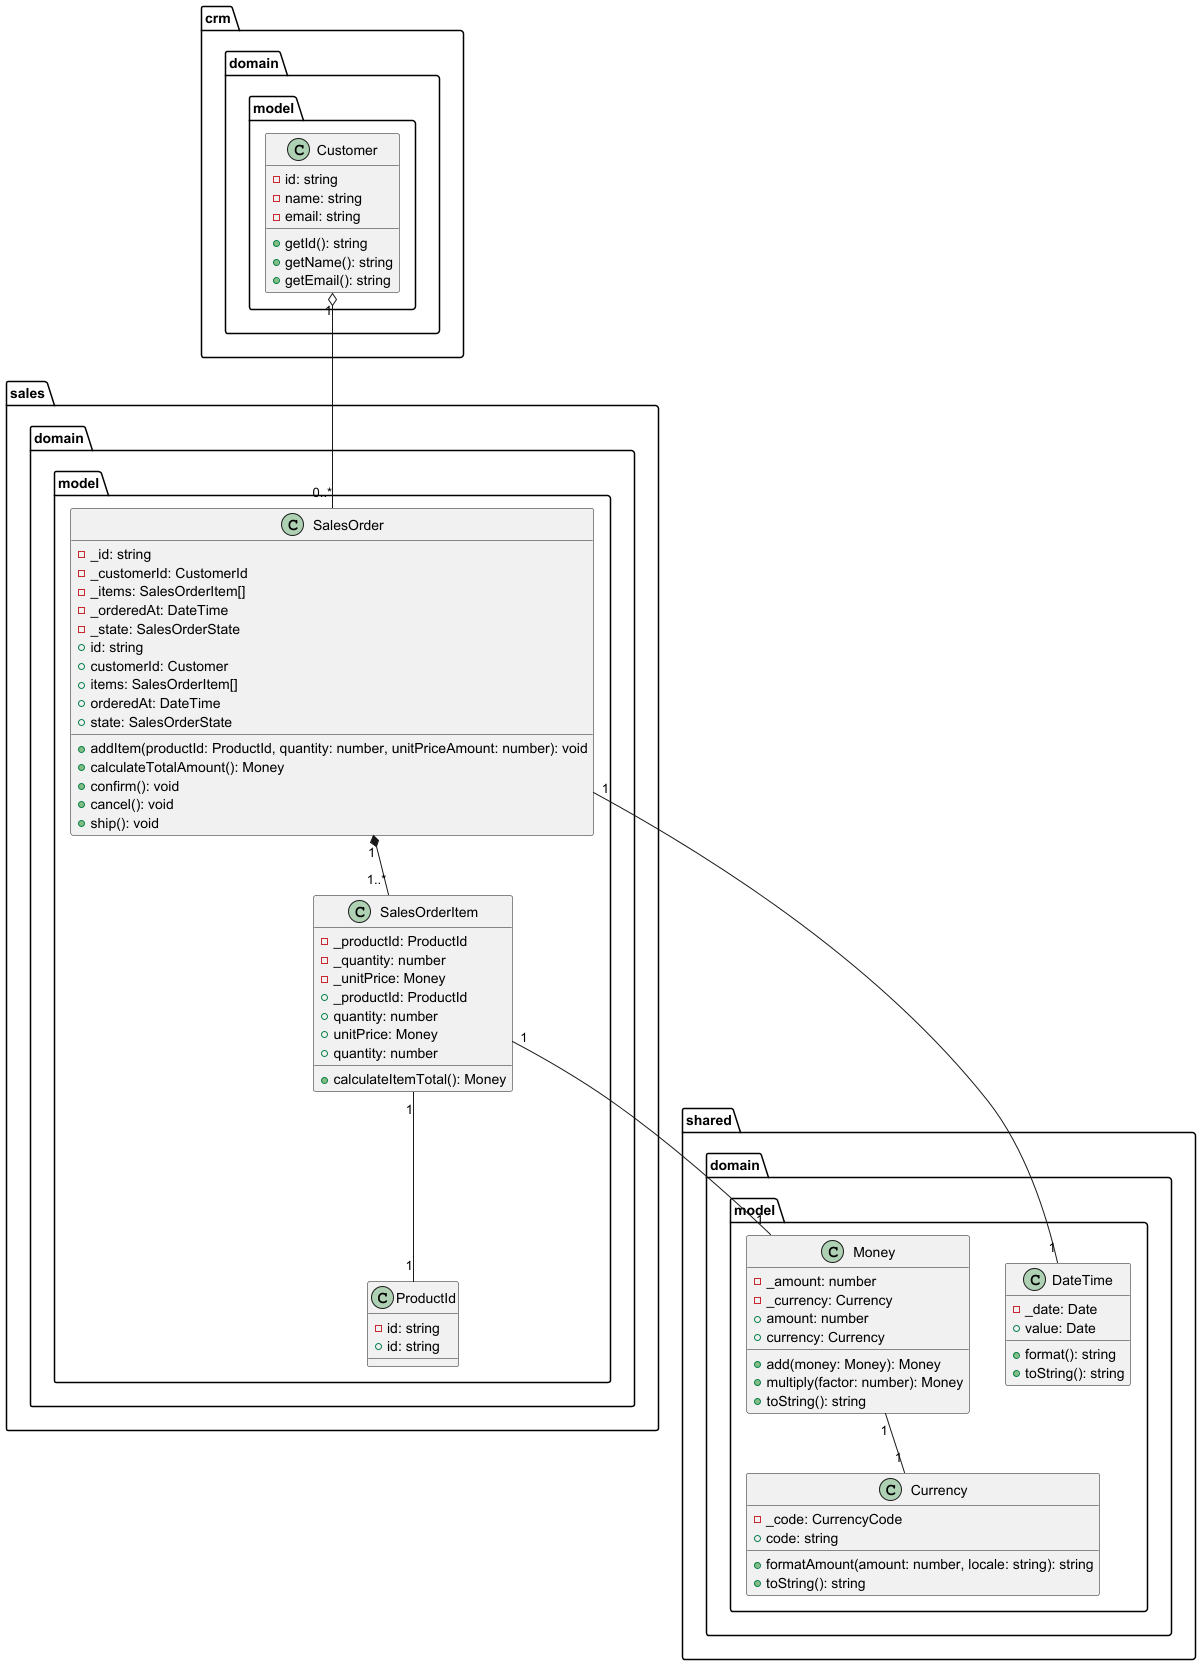 crm
domain
model
C Customer
id: string
name: string
email: string
getId(): string
getName(): string
getEmail(): string
1
sales
domain
model
0..*
C SalesOrder
_id: string
_customerId: CustomerId
_items: SalesOrderItem[]
_orderedAt: DateTime
_state: SalesOrderState
id: string
customerId: Customer
items: SalesOrderItem[]
orderedAt: DateTime
state: SalesOrderState
addItem(productId: ProductId, quantity: number, unitPriceAmount: number): void
calculateTotalAmount(): Money
confirm(): void
cancel(): void
ship(): void
1
1
1..*
C SalesOrderItem
_productId: ProductId
_quantity: number
_unitPrice: Money
_productId: ProductId
quantity: number
unitPrice: Money
quantity: number
calculateItemTotal(): Money
1
1
1
C ProductId
id: string
id: string
shared
domain
model
1
1
C Money
_amount: number
_currency: Currency
amount: number
currency: Currency
add(money: Money): Money
multiply(factor: number): Money
toString(): string
C DateTime
_date: Date
value: Date
format(): string
toString(): string
1
1
C Currency
_code: CurrencyCode
code: string
formatAmount(amount: number, locale: string): string
toString(): string